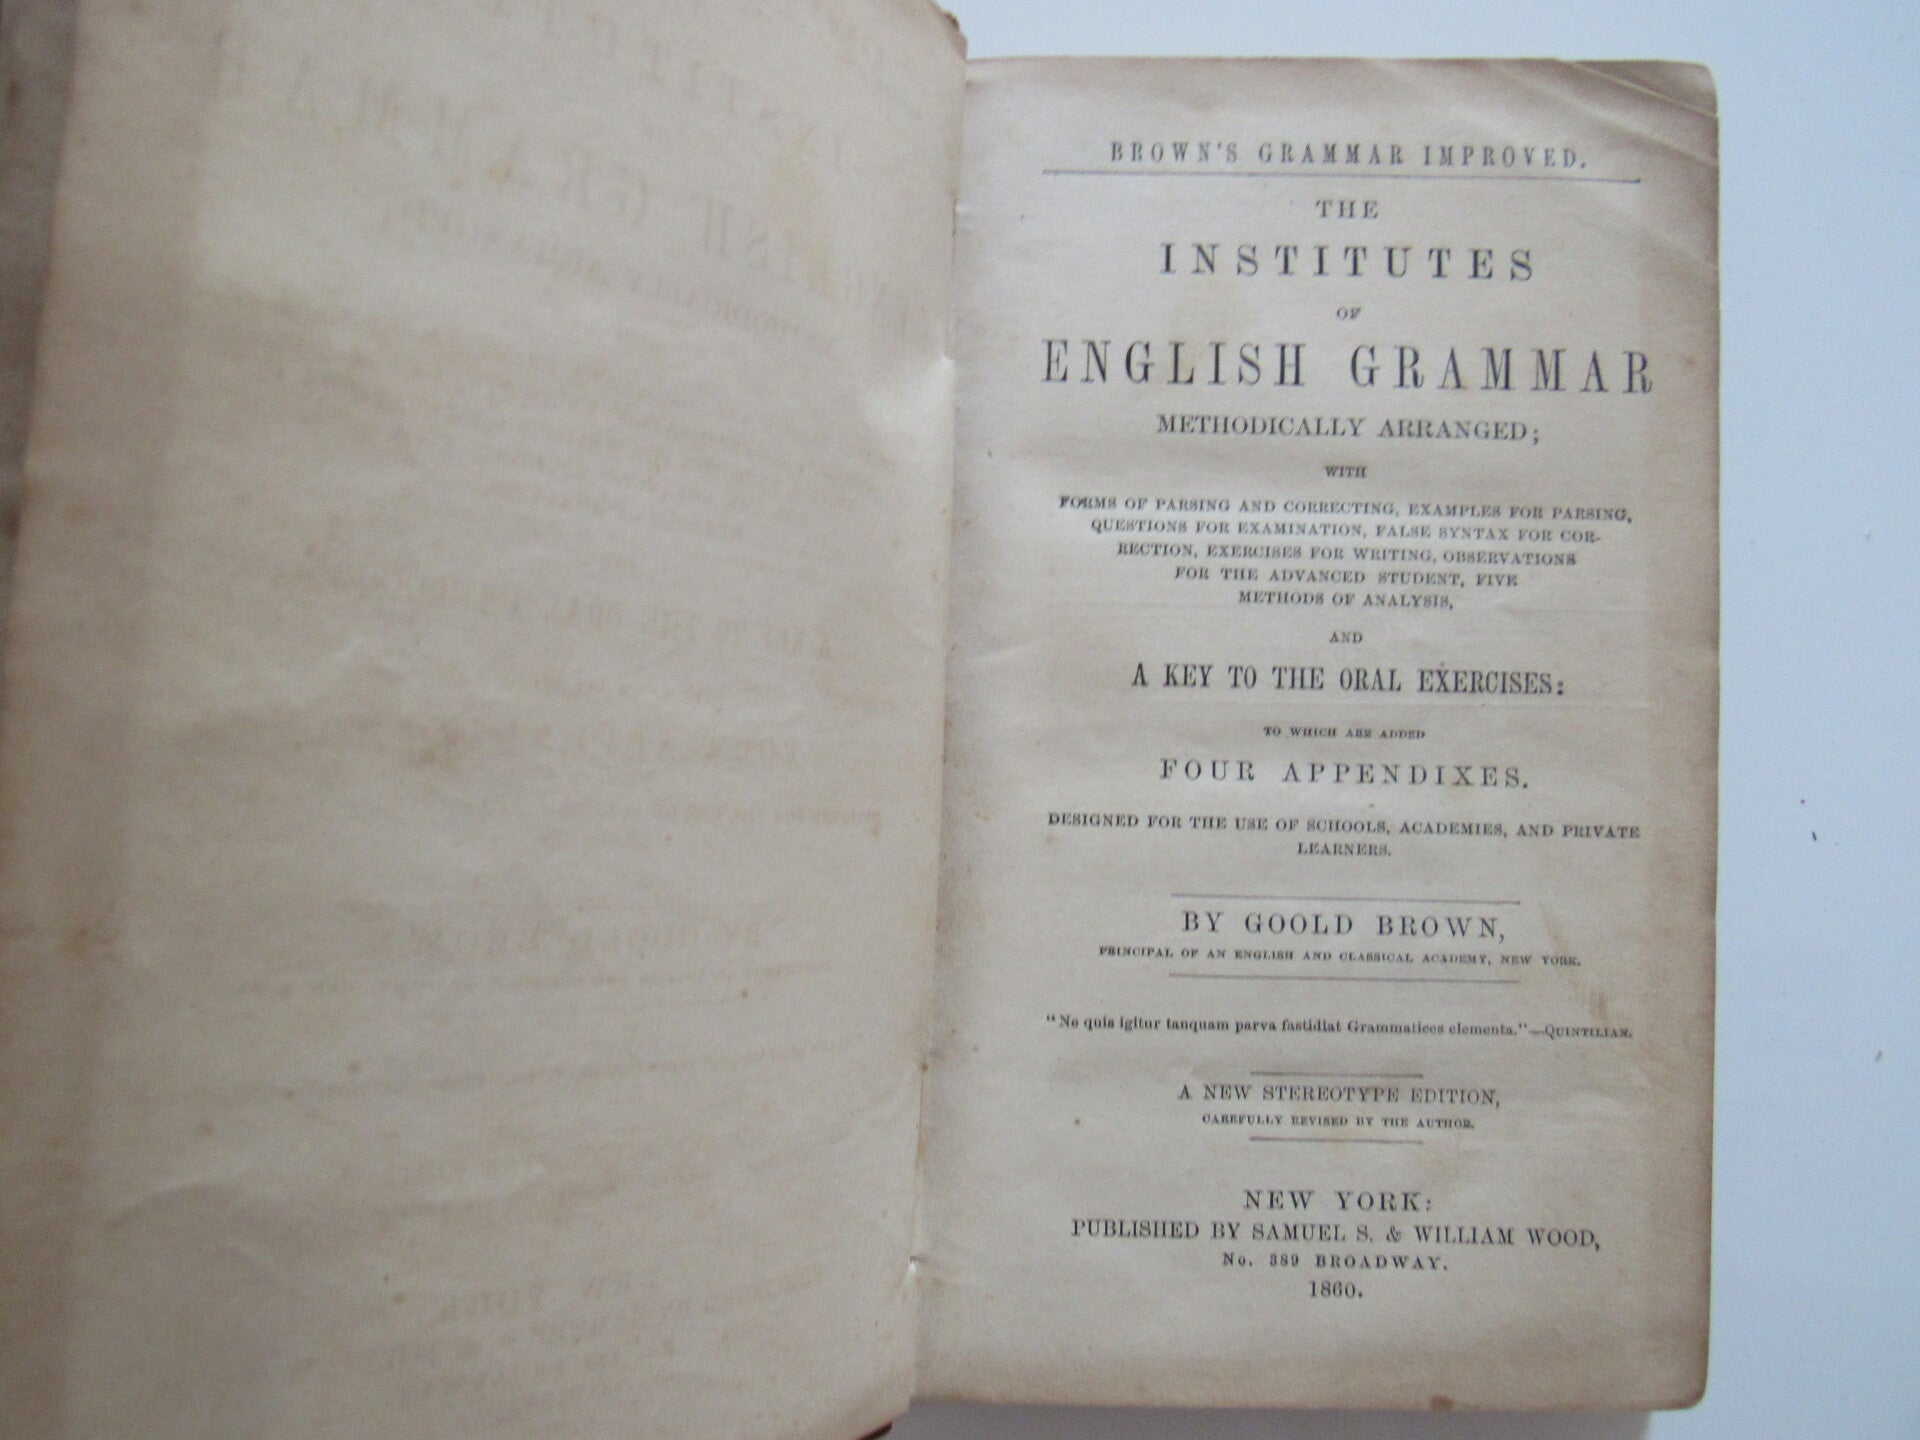 BROWN'S GRAMMAR IMPROVED.
THE
INSTITUTES
OF
ENGLISH GRAMMAR
METHODICALLY ARRANGED;
WITH
FORMS OF PARSING AND CORRECTING, EXAMPLES FOR PARSING,
QUESTIONS FOR EXAMINATION, FALSE SYNTAX FOR COR-
RECTION, EXERCISES FOR WRITING, OBSERVATIONS
FOR THE ADVANCED STUDENT, FIVE
METHODS OF ANALYSIS,
AND
A KEY TO THE ORAL EXERCISES:
TO WHICH ARE ADDED
FOUR APPENDIXES.
DESIGNED FOR THE USE OF SCHOOLS, ACADEMIES, AND PRIVATE
LEARNERS.
BY GOOLD BROWN,
PRINCIPAL OF AN ENGLISH AND CLASSICAL ACADEMY, NEW YORK.
"Ne quis igitur tanquam parva fastidiat Grammatices elementa."—QUINTILIAN.
A NEW STEREOTYPE EDITION,
CAREFULLY REVISED BY THE AUTHOR.
NEW YORK:
PUBLISHED BY SAMUEL S. & WILLIAM WOOD,
No. 389 BROADWAY.
1860.